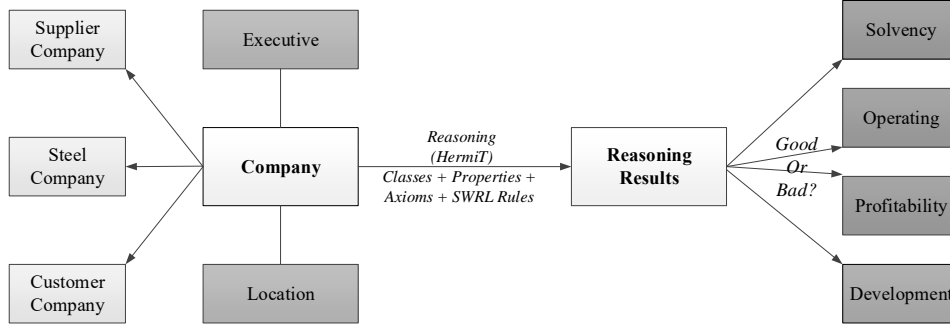 Supplier
Company
Executive
Solvency
Steel
Company
Company
Reasoning
(HermiT)
Classes + Properties +
Axioms + SWRL Rules
Reasoning
Results
Good
Or
Bad?
Operating
Profitability
Customer
Company
Location
Development